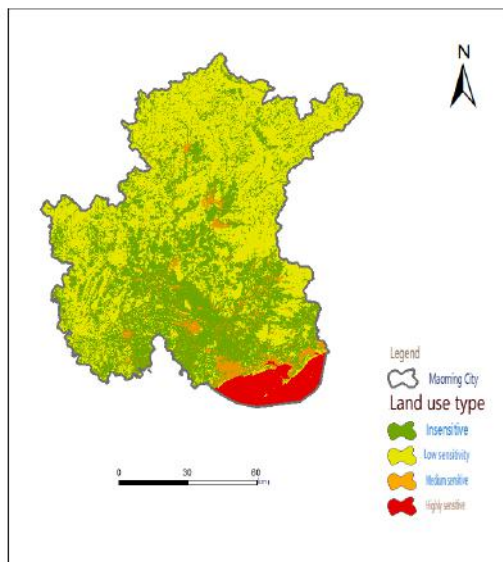 N
Legend
Maoming City
Land use type
Insensitive
Low sensitivity
Medium sensitive
Highly sensitive
0 30 60